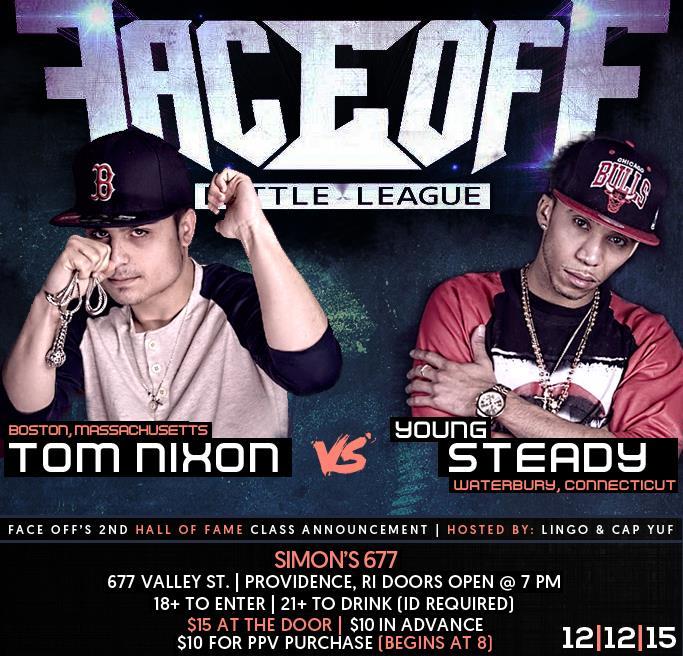 FACEOFF
BATTLE LEAGUE
B
CHICAGO
BULLS
BOSTON, MASSACHUSETTS
TOM NIXON
VS
YOUNG
STEADY
WATERBURY, CONNECTICUT
FACE OFF'S 2ND HALL OF FAME CLASS ANNOUNCEMENT | HOSTED BY: LINGO & CAP YUF
SIMON'S 677
677 VALLEY ST. | PROVIDENCE, RI DOORS OPEN @ 7 PM
18+ TO ENTER | 21+ TO DRINK (ID REQUIRED)
$15 AT THE DOOR | $10 IN ADVANCE
$10 FOR PPV PURCHASE (BEGINS AT 8)
12|12|15